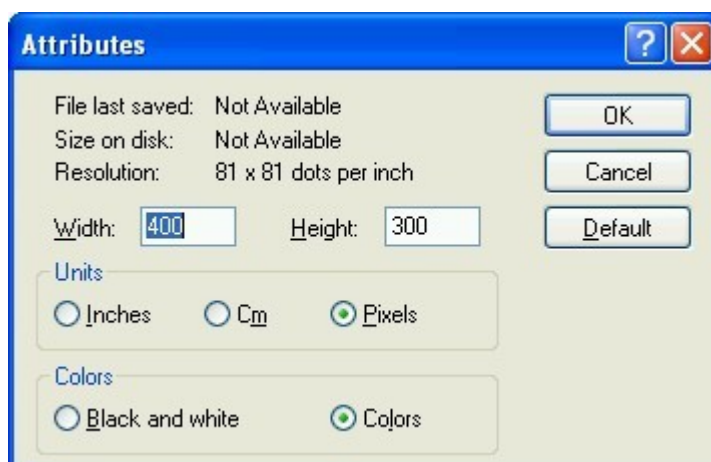 Attributes
File last saved: Not Available
Size on disk: Not Available
Resolution: 81 x 81 dots per inch
Width: 400 Height: 300
OK
Cancel
Default
Units
Inches Cm Pixels
Colors
Black and white Colors